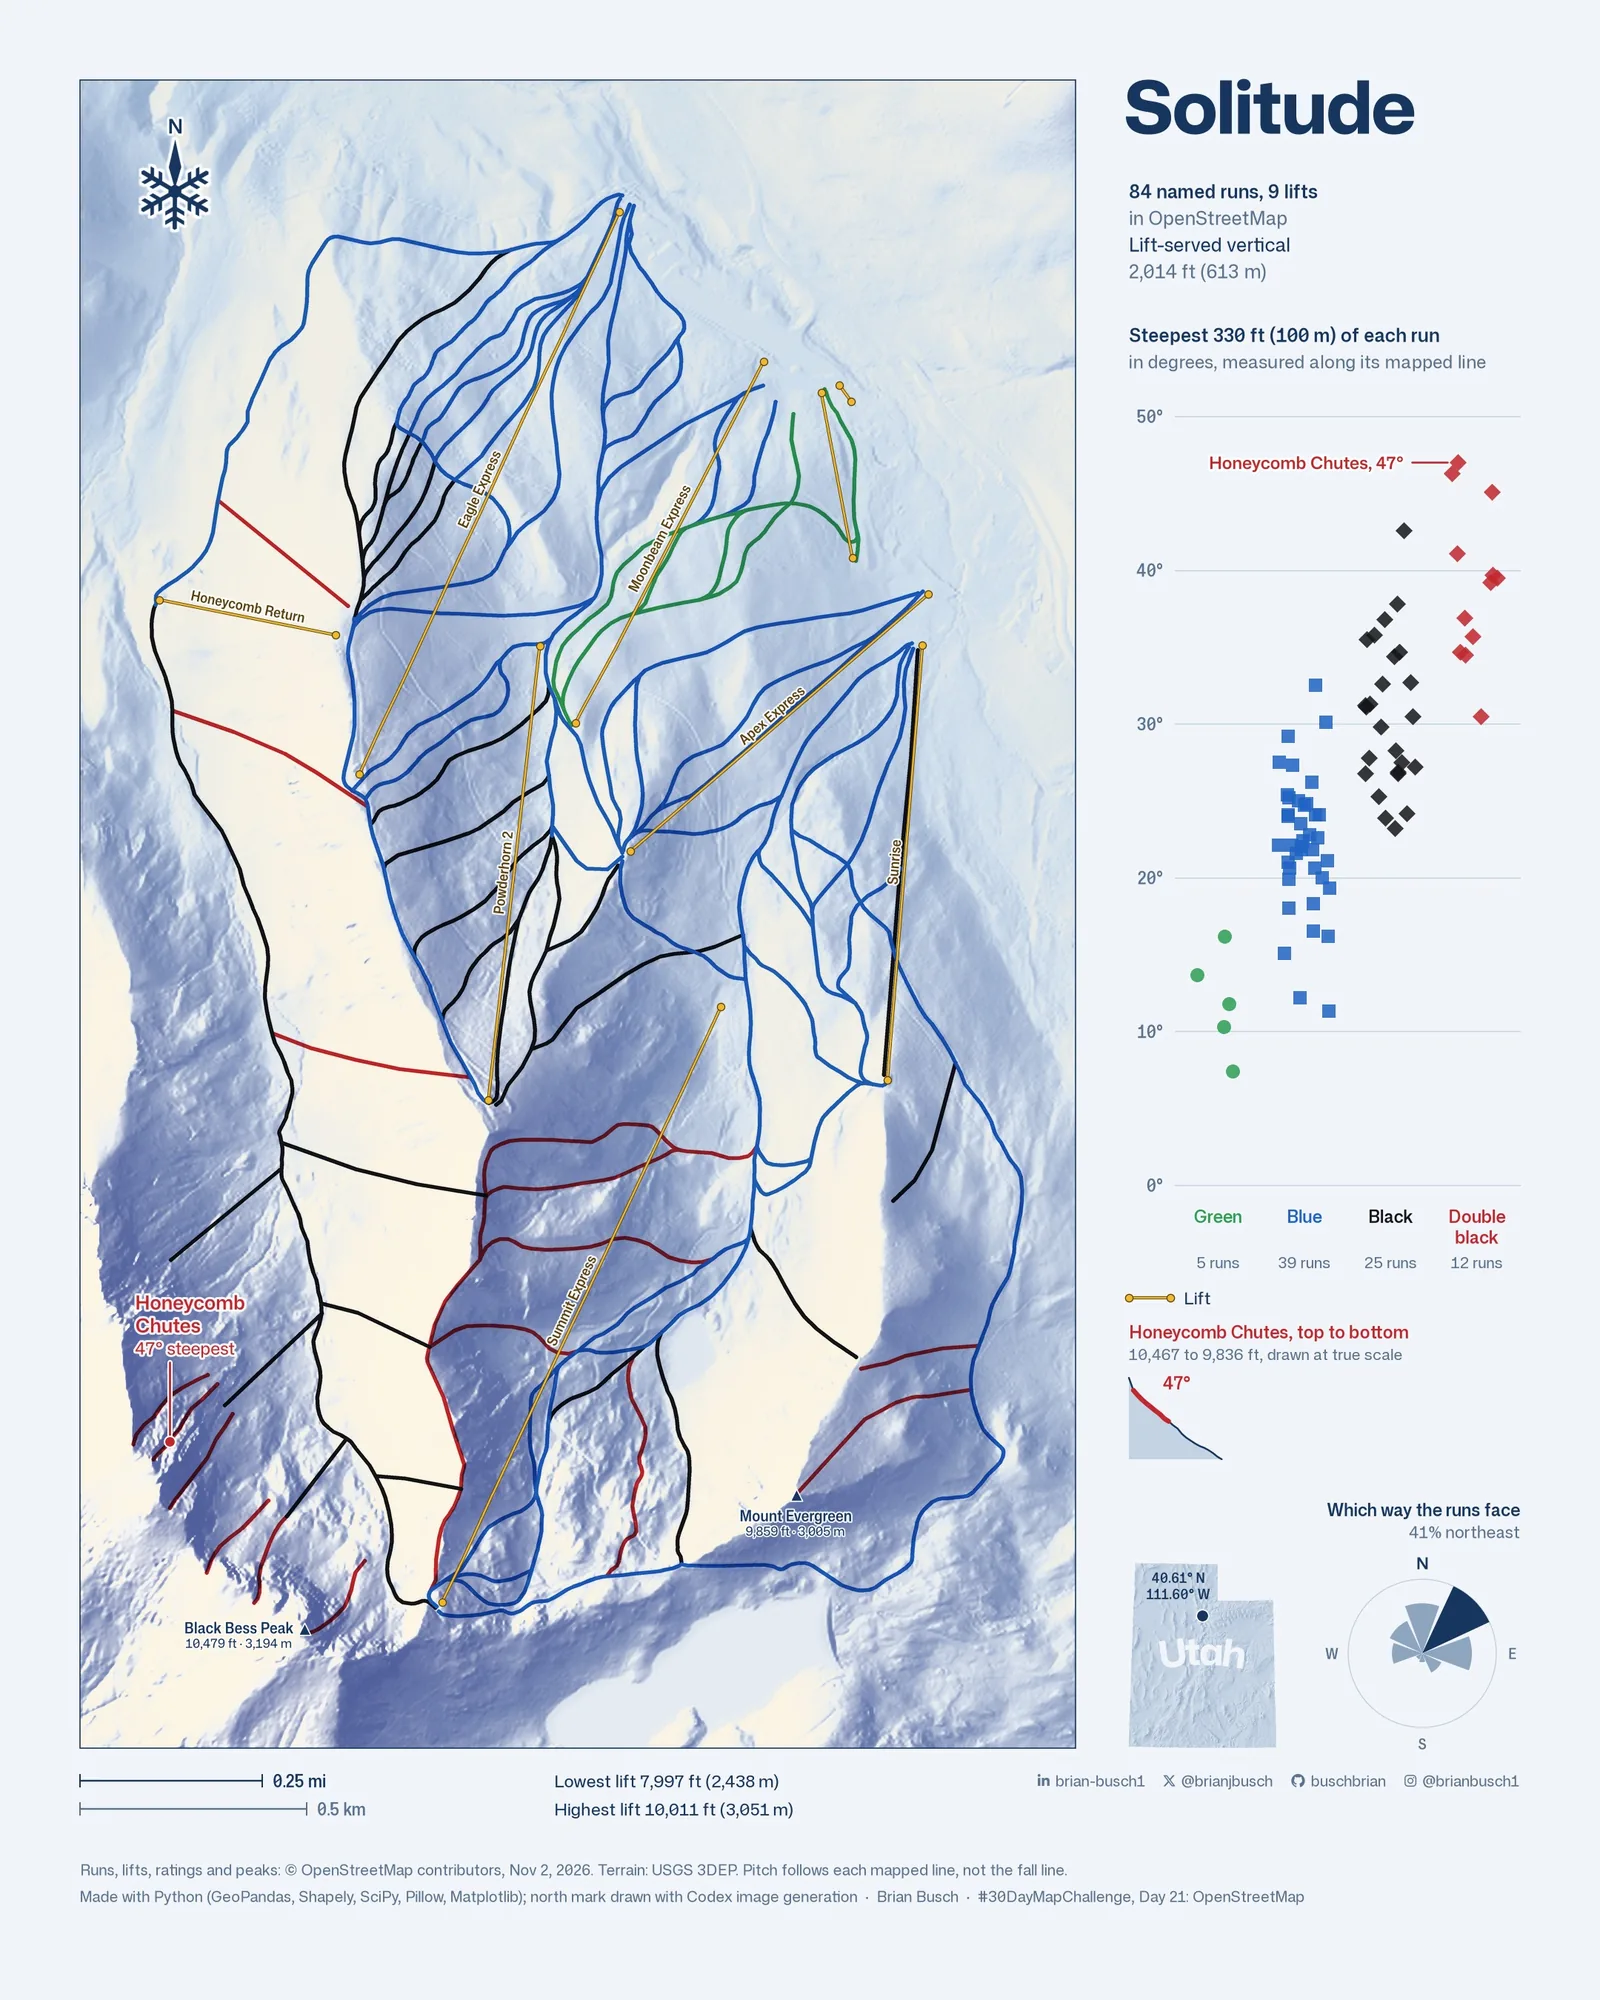 N
Eagle Express
Moonbeam Express
Honeycomb Return
Apex Express
Powderhorn 2
Sunrise
Summit Express
Honeycomb
Chutes
47° steepest
Mount Evergreen
9,859 ft · 3,005 m
Black Bess Peak
10,479 ft · 3,194 m
Solitude
84 named runs, 9 lifts
in OpenStreetMap
Lift-served vertical
2,014 ft (613 m)
Steepest 330 ft (100 m) of each run
in degrees, measured along its mapped line
50°
Honeycomb Chutes, 47°
40°
30°
20°
10°
0°
Green Blue Black Double
black
5 runs 39 runs 25 runs 12 runs
Lift
Honeycomb Chutes, top to bottom
10,467 to 9,836 ft, drawn at true scale
47°
Which way the runs face
41% northeast
40.61° N
111.60° W
Utah
N
W E
S
0.25 mi
0.5 km
Lowest lift 7,997 ft (2,438 m)
Highest lift 10,011 ft (3,051 m)
in brian-busch1 X @brianjbusch buschbrian @brianbusch1
Runs, lifts, ratings and peaks: © OpenStreetMap contributors, Nov 2, 2026. Terrain: USGS 3DEP. Pitch follows each mapped line, not the fall line.
Made with Python (GeoPandas, Shapely, SciPy, Pillow, Matplotlib); north mark drawn with Codex image generation · Brian Busch · #30DayMapChallenge, Day 21: OpenStreetMap